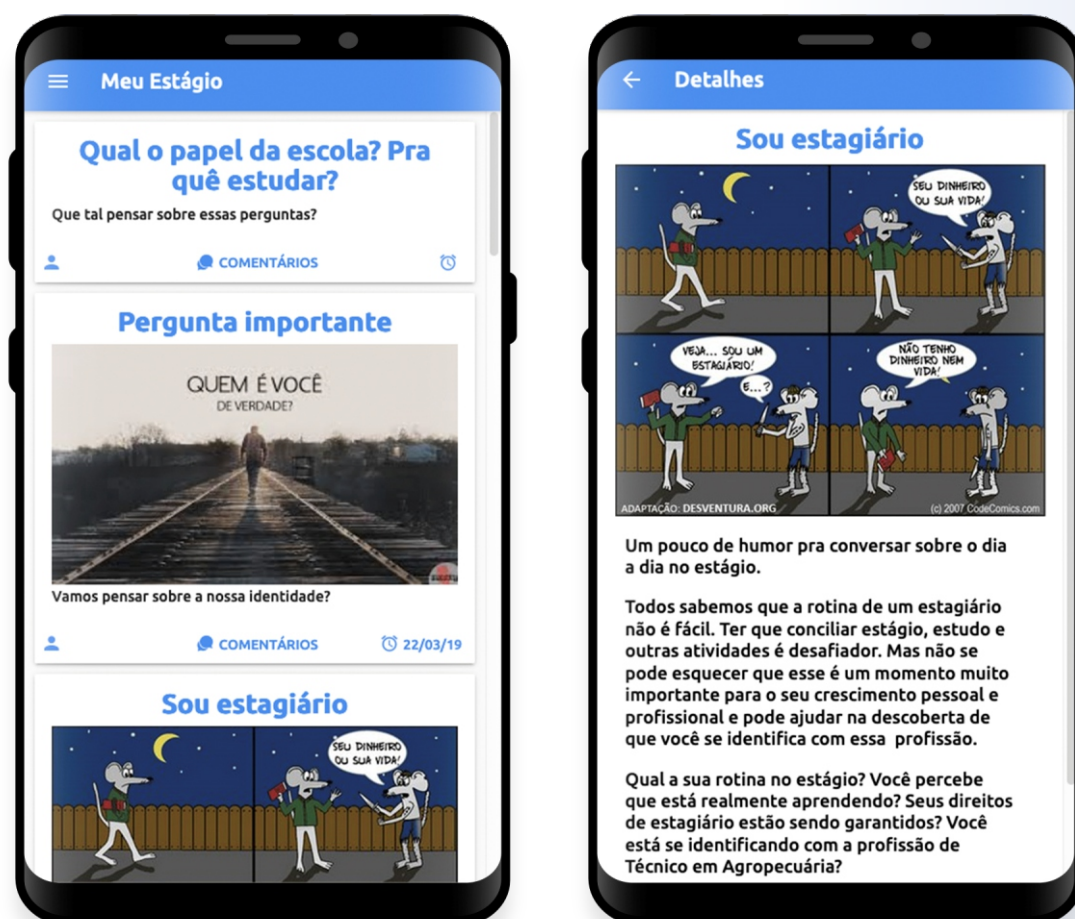 Meu Estágio
Qual o papel da escola? Pra
quê estudar?
Que tal pensar sobre essas perguntas?
COMENTÁRIOS
Pergunta importante
QUEM É VOCÊ
DE VERDADE?
Vamos pensar sobre a nossa identidade?
COMENTÁRIOS
22/03/19
Sou estagiário
SEU DINHEIRO
OU SUA VIDA!
Detalhes
Sou estagiário
SEU DINHEIRO
OU SUA VIDA!
VEJA... SOU UM
ESTAGIÁRIO!
E...?
NÃO TENHO
DINHEIRO NEM
VIDA!
ADAPTAÇÃO: DESVENTURA.ORG
(c) 2007 CodeComics.com
Um pouco de humor pra conversar sobre o dia
a dia no estágio.
Todos sabemos que a rotina de um estagiário
não é fácil. Ter que conciliar estágio, estudo e
outras atividades é desafiador. Mas não se
pode esquecer que esse é um momento muito
importante para o seu crescimento pessoal e
profissional e pode ajudar na descoberta de
que você se identifica com essa profissão.
Qual a sua rotina no estágio? Você percebe
que está realmente aprendendo? Seus direitos
de estagiário estão sendo garantidos? Você
está se identificando com a profissão de
Técnico em Agropecuária?